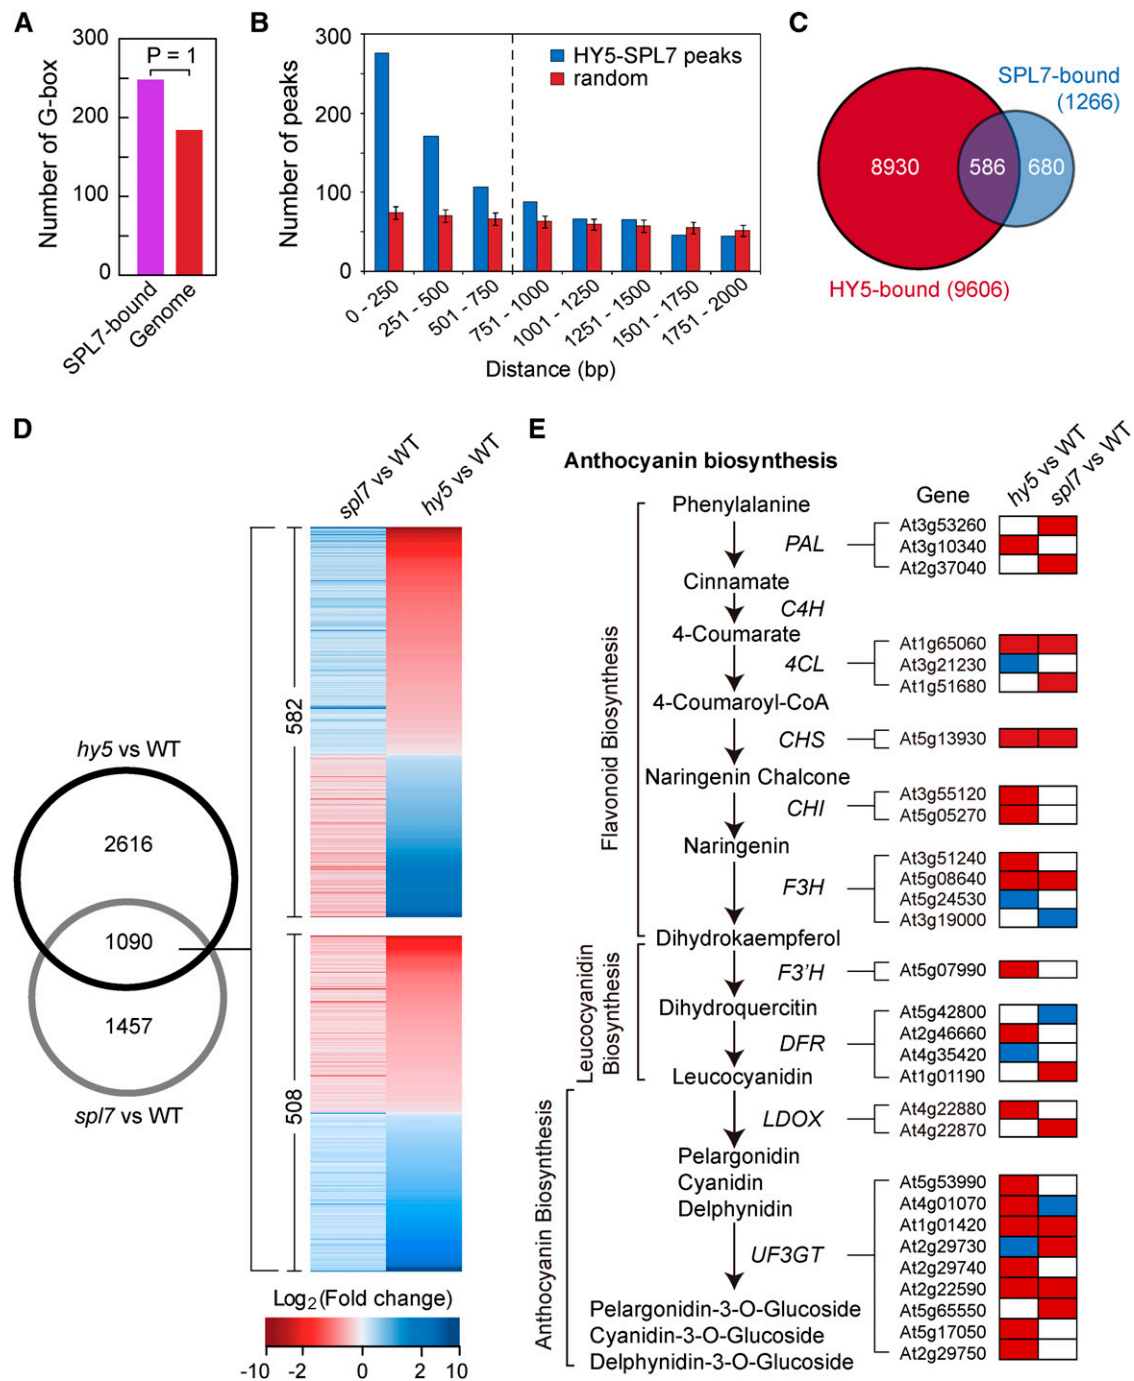 A
Number of G-box
300
200
100
0
P = 1
SPL7-bound
Genome
B
Number of peaks
300
200
100
0
HY5-SPL7 peaks
random
0 - 250
251 - 500
501 - 750
751 - 1000
1001 - 1250
1251 - 1500
1501 - 1750
1751 - 2000
Distance (bp)
C
SPL7-bound
(1266)
8930
586
680
HY5-bound (9606)
D
spl7 vs WT
hy5 vs WT
hy5 vs WT
2616
1090
1457
spl7 vs WT
582
508
Log2(Fold change)
-10
-2
0
2
10
E
Anthocyanin biosynthesis
Gene
hy5 vs WT
spl7 vs WT
Flavonoid Biosynthesis
Leucocyanidin
Biosynthesis
Anthocyanin Biosynthesis
Phenylalanine
PAL
At3g53260
At3g10340
At2g37040
Cinnamate
C4H
4-Coumarate
4CL
At1g65060
At3g21230
At1g51680
4-Coumaroyl-CoA
CHS
At5g13930
Naringenin Chalcone
CHI
At3g55120
At5g05270
Naringenin
F3H
At3g51240
At5g08640
At5g24530
At3g19000
Dihydrokaempferol
F3'H
At5g07990
Dihydroquercitin
DFR
At5g42800
At2g46660
At4g35420
At1g01190
Leucocyanidin
LDOX
At4g22880
At4g22870
Pelargonidin
Cyanidin
Delphynidin
UF3GT
At5g53990
At4g01070
At1g01420
At2g29730
At2g29740
At2g22590
At5g65550
At5g17050
At2g29750
Pelargonidin-3-O-Glucoside
Cyanidin-3-O-Glucoside
Delphynidin-3-O-Glucoside